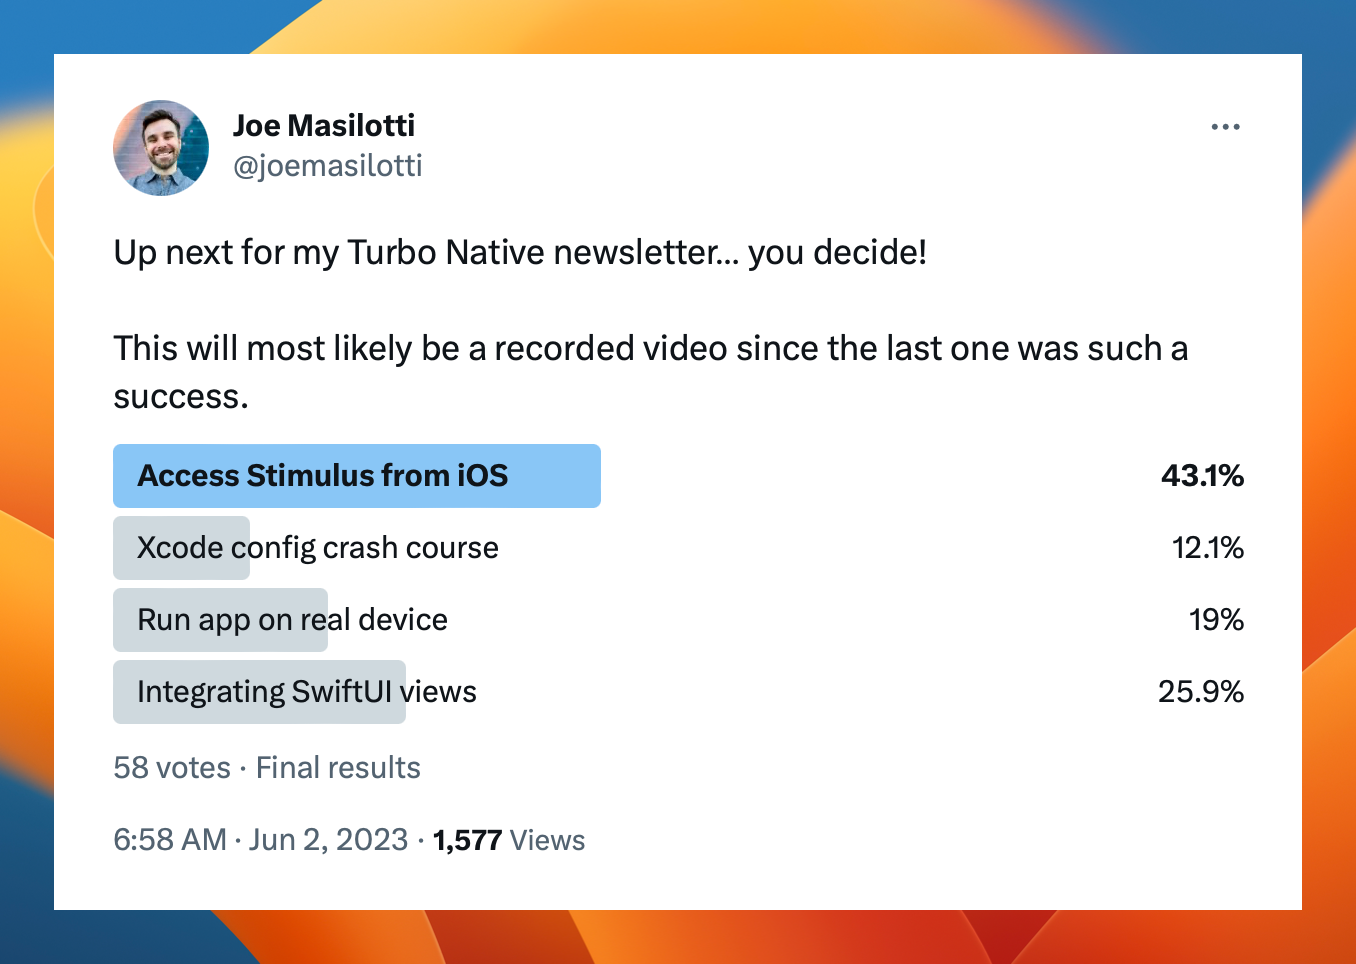 Joe Masilotti
@joemasilotti
Up next for my Turbo Native newsletter... you decide!
This will most likely be a recorded video since the last one was such a
success.
Access Stimulus from iOS 43.1%
Xcode config crash course 12.1%
Run app on real device 19%
Integrating SwiftUI views 25.9%
58 votes · Final results
6:58 AM · Jun 2, 2023 · 1,577 Views